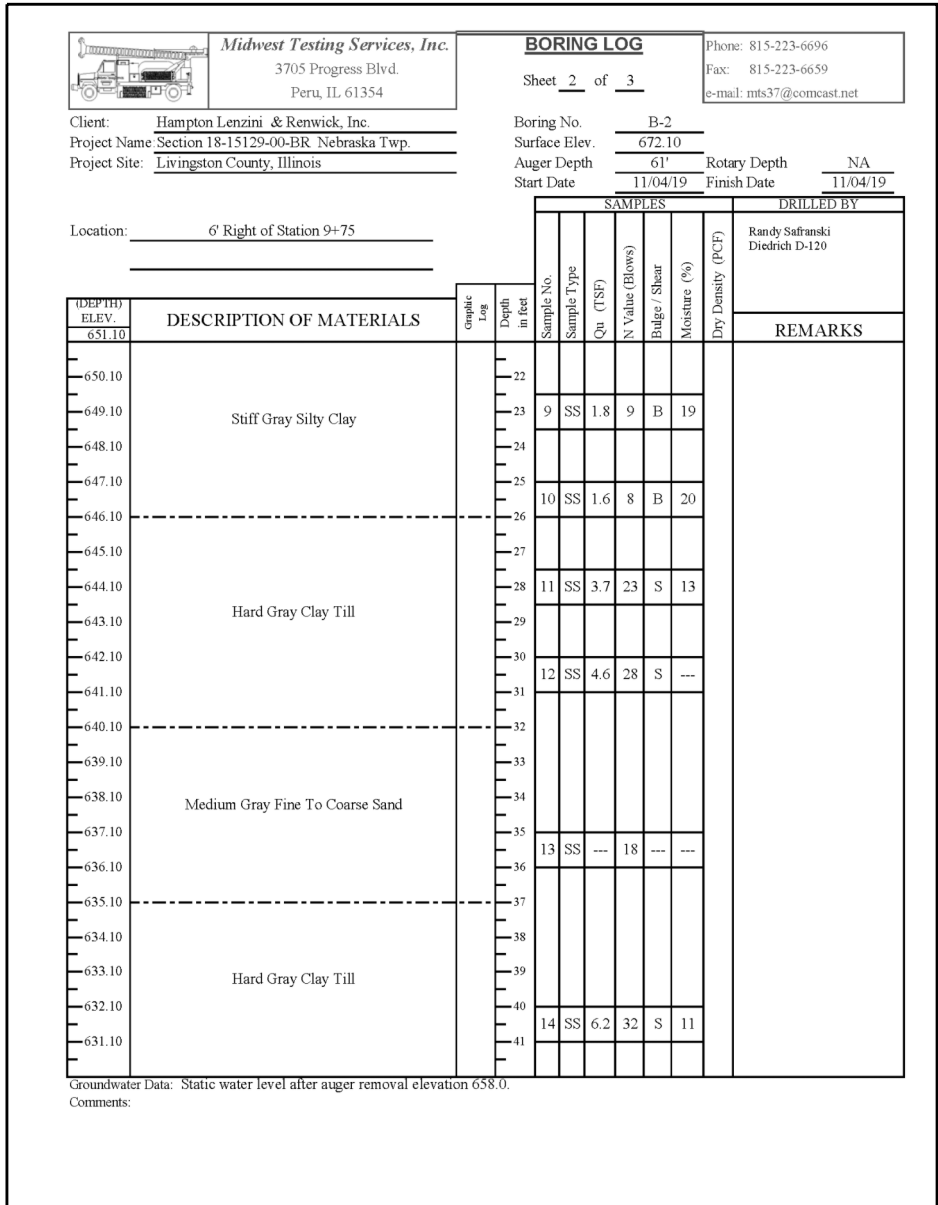 Midwest Testing Services, Inc.
3705 Progress Blvd.
Peru, IL 61354
BORING LOG
Sheet 2 of 3
Phone: 815-223-6696
Fax: 815-223-6659
e-mail: mts37@comcast.net
Client: Hampton Lenzini & Renwick, Inc.
Project Name: Section 18-15129-00-BR Nebraska Twp.
Project Site: Livingston County, Illinois
Boring No. B-2
Surface Elev. 672.10
Auger Depth 61' Rotary Depth NA
Start Date 11/04/19 Finish Date 11/04/19
Location: 6' Right of Station 9+75
SAMPLES
DRILLED BY
Randy Safranski
Diedrich D-120
(DEPTH)
ELEV.
651.10
DESCRIPTION OF MATERIALS
Graphic
Log
Depth
in feet
Sample No.
Sample Type
Qu (TSF)
N Value (Blows)
Bulge / Shear
Moisture (%)
Dry Density (PCF)
REMARKS
650.10 22
649.10 23 9 SS 1.8 9 B 19
Stiff Gray Silty Clay
648.10 24
647.10 25
10 SS 1.6 8 B 20
646.10 26
645.10 27
644.10 28 11 SS 3.7 23 S 13
Hard Gray Clay Till
643.10 29
642.10 30
12 SS 4.6 28 S ---
641.10 31
640.10 32
639.10 33
638.10 34
Medium Gray Fine To Coarse Sand
637.10 35
13 SS --- 18 --- ---
636.10 36
635.10 37
634.10 38
633.10 39
Hard Gray Clay Till
632.10 40
14 SS 6.2 32 S 11
631.10 41
Groundwater Data: Static water level after auger removal elevation 658.0.
Comments: